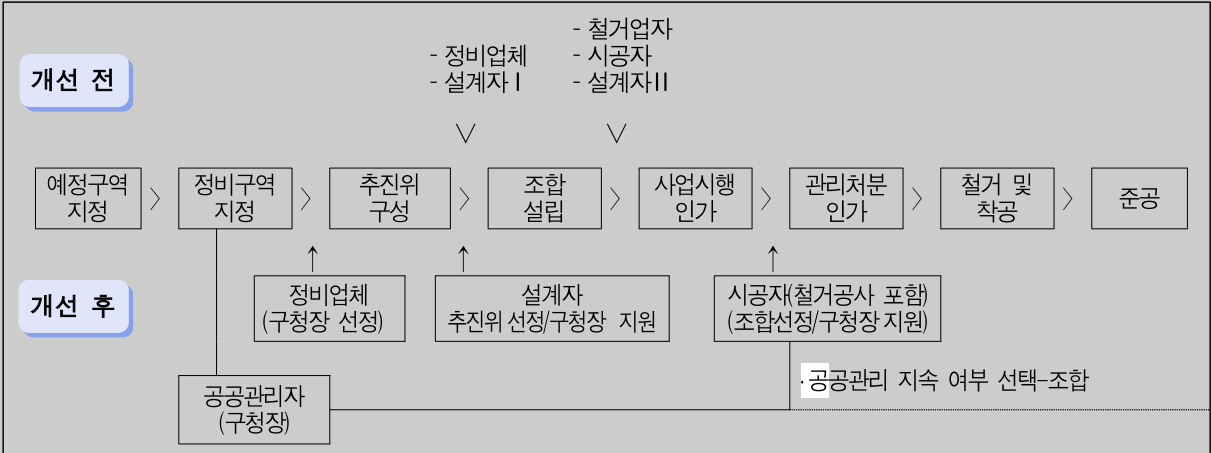 개선 전
- 정비업체
- 설계자Ⅰ
- 철거업자
- 시공자
- 설계자Ⅱ
예정구역
지정
정비구역
지정
추진위
구성
조합
설립
사업시행
인가
관리처분
인가
철거 및
착공
준공
개선 후
정비업체
(구청장 선정)
설계자
추진위 선정/구청장 지원
시공자(철거공사 포함)
(조합선정/구청장 지원)
공공관리자
(구청장)
· 공공관리 지속 여부 선택-조합